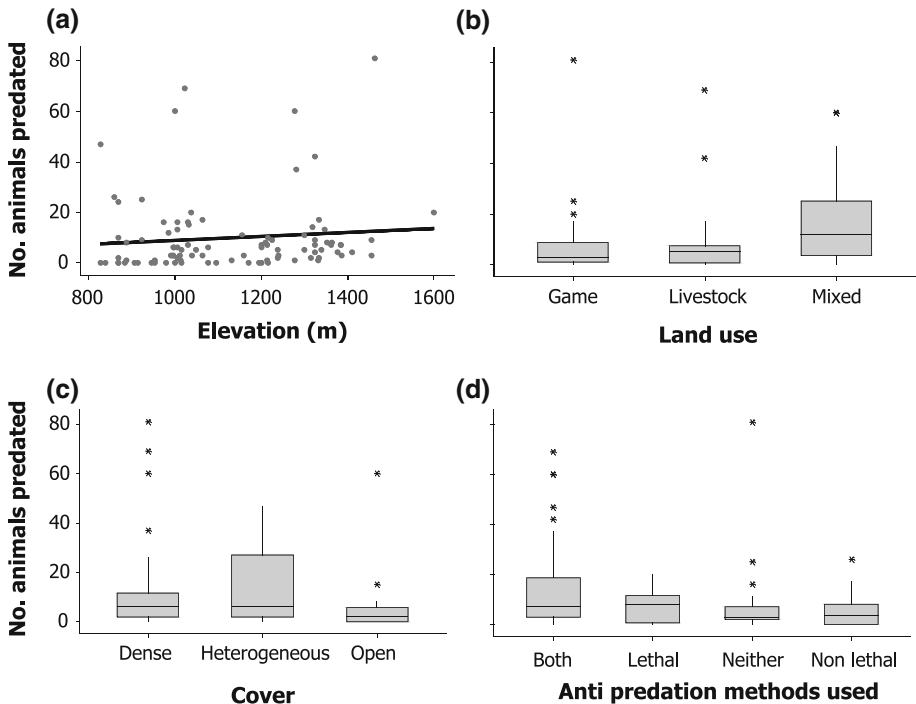 (a)
No. animals predated
80
60
40
20
0
800 1000 1200 1400 1600
Elevation (m)
(b)
Game Livestock Mixed
Land use
(c)
No. animals predated
80
60
40
20
0
Dense Heterogeneous Open
Cover
(d)
Both Lethal Neither Non lethal
Anti predation methods used